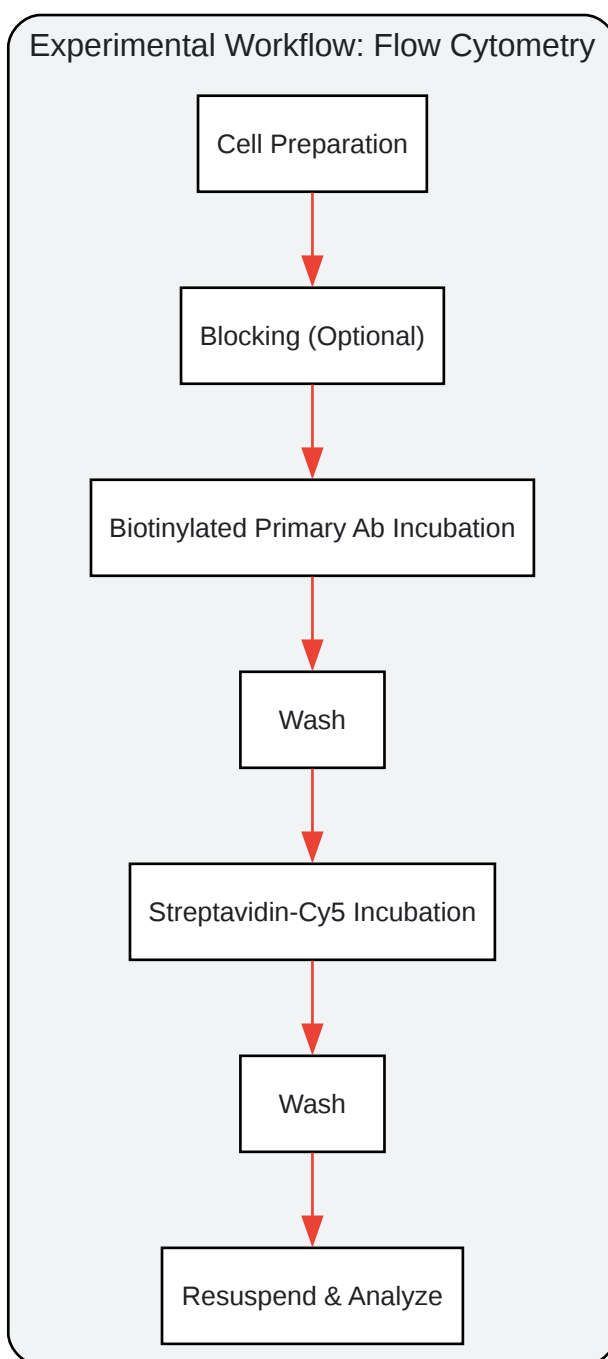 Experimental Workflow: Flow Cytometry
Cell Preparation
Blocking (Optional)
Biotinylated Primary Ab Incubation
Wash
Streptavidin-Cy5 Incubation
Wash
Resuspend & Analyze